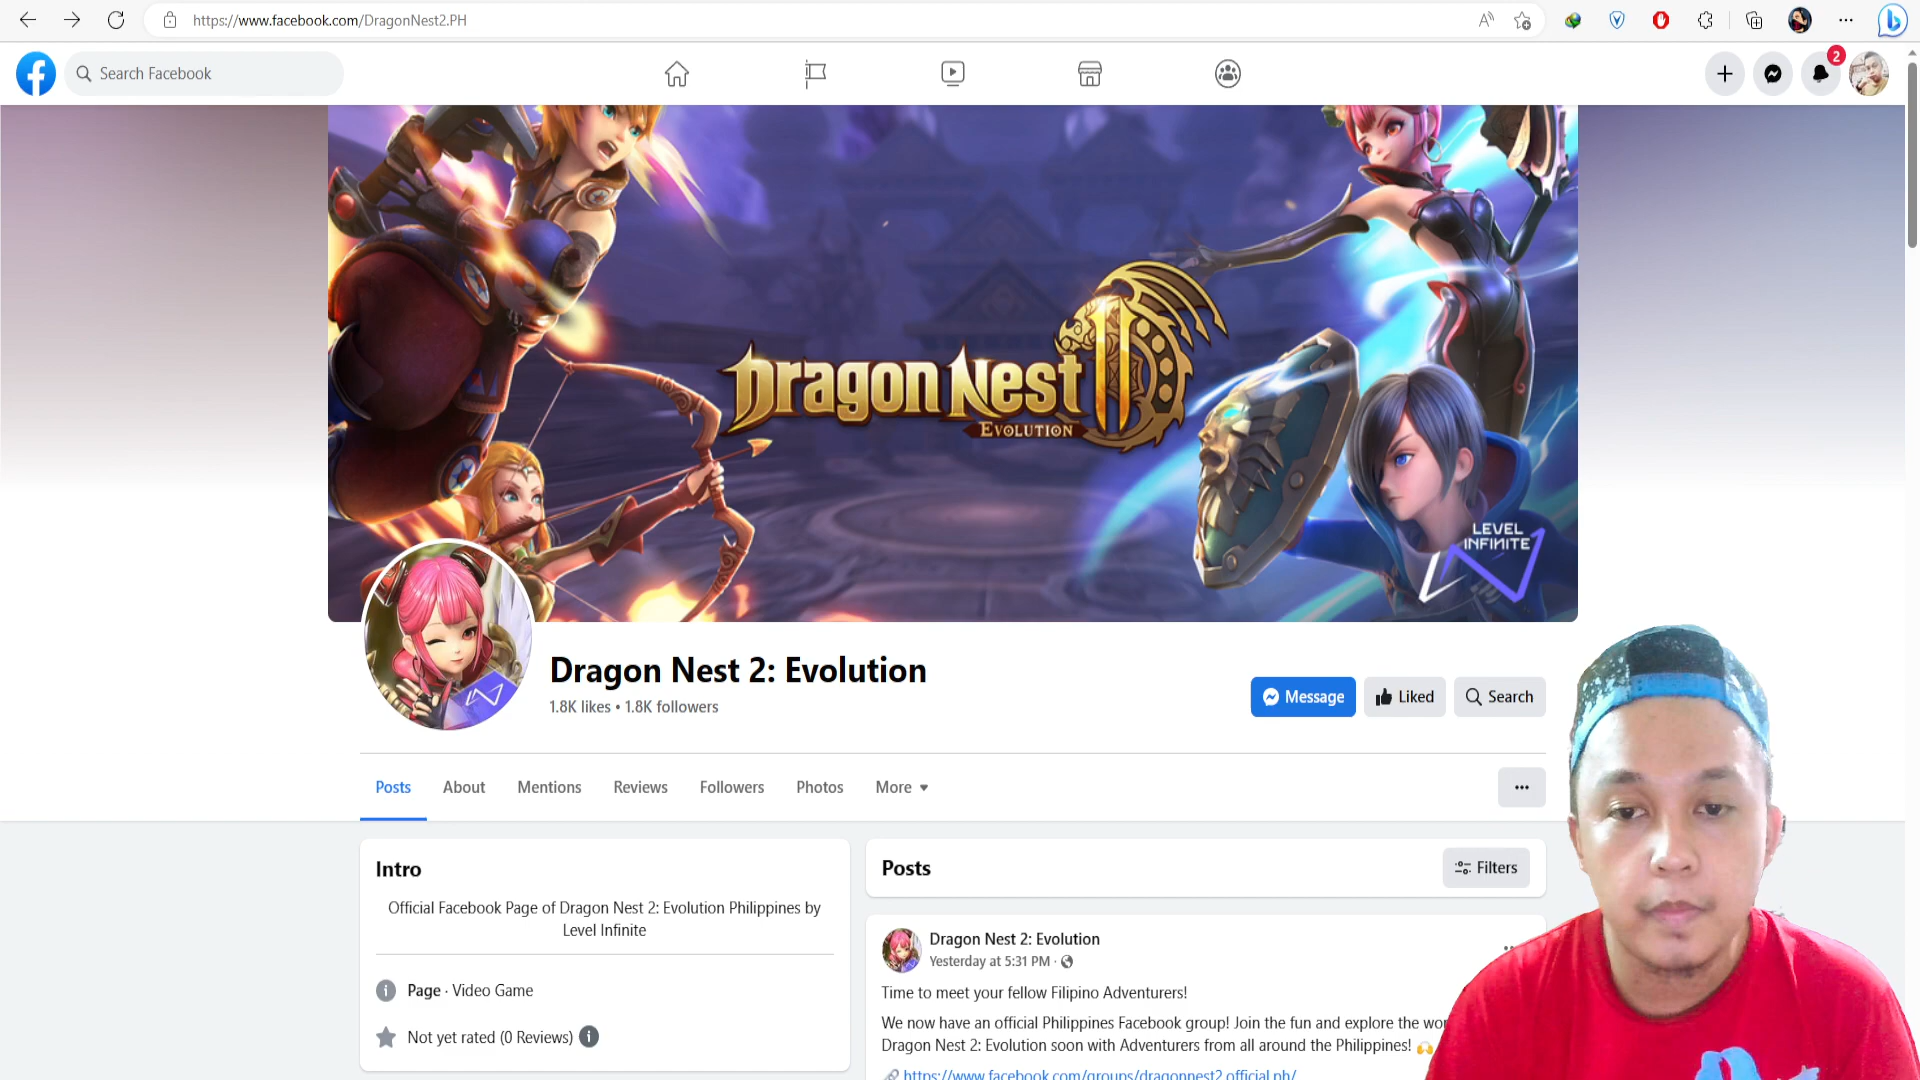 https://www.facebook.com/DragonNest2.PH
Search Facebook
2
Dragon Nest II
EVOLUTION
LEVEL
INFINITE
Dragon Nest 2: Evolution
1.8K likes • 1.8K followers
Message
Liked
Search
Posts
About
Mentions
Reviews
Followers
Photos
More
Intro
Official Facebook Page of Dragon Nest 2: Evolution Philippines by
Level Infinite
Page · Video Game
Not yet rated (0 Reviews)
Posts
Filters
Dragon Nest 2: Evolution
Yesterday at 5:31 PM ·
Time to meet your fellow Filipino Adventurers!
We now have an official Philippines Facebook group! Join the fun and explore the
Dragon Nest 2: Evolution soon with Adventurers from all around the Philippines! 🙌
🔗 https://www.facebook.com/groups/dragonnest2.official.ph/